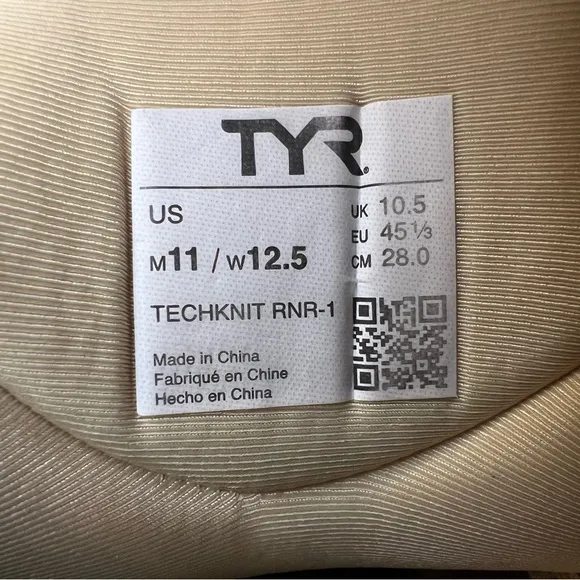 TYR®
US
M11 / W12.5
UK 10.5
EU 45 1/3
CM 28.0
TECHKNIT RNR-1
Made in China
Fabriqué en Chine
Hecho en China